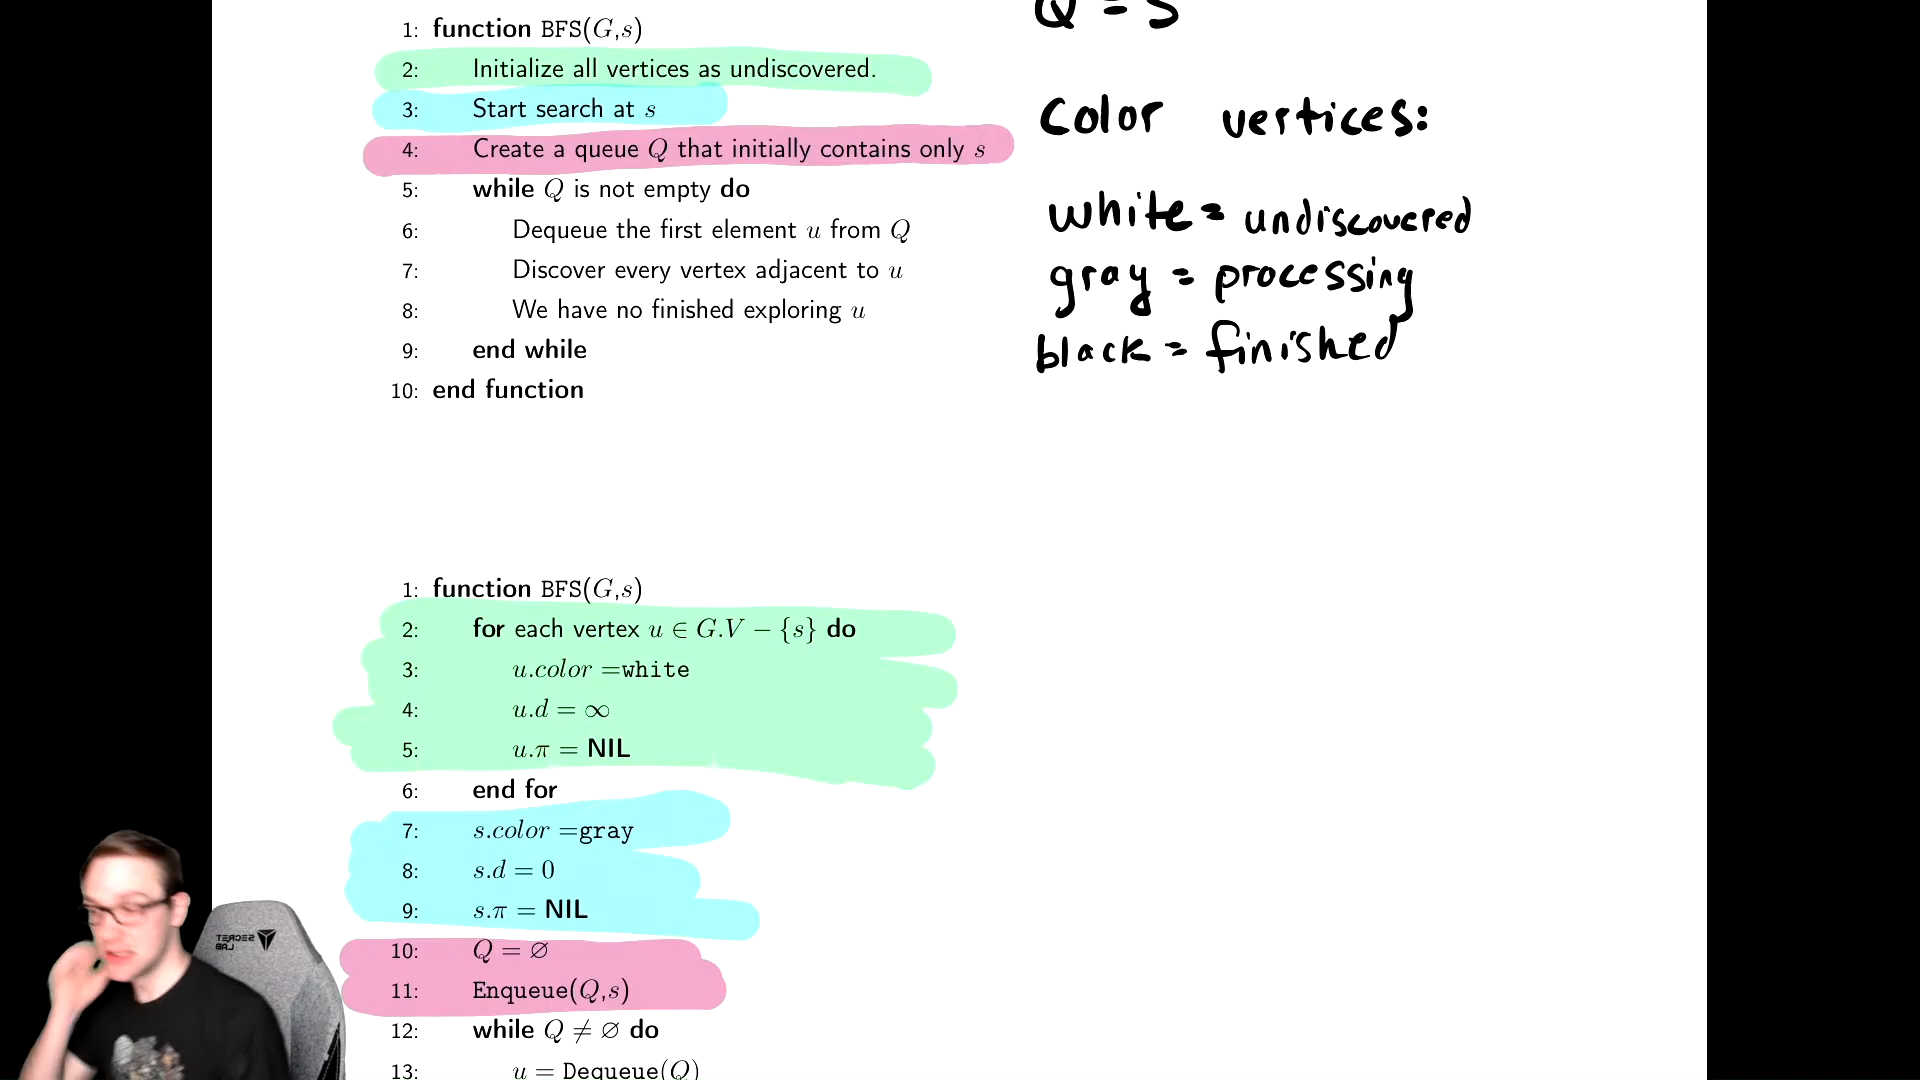 1: function BFS(G,s)
2: Initialize all vertices as undiscovered.
3: Start search at s
4: Create a queue Q that initially contains only s
5: while Q is not empty do
6: Dequeue the first element u from Q
7: Discover every vertex adjacent to u
8: We have no finished exploring u
9: end while
10: end function
Q = S
Color vertices:
white = undiscovered
gray = processing
black = finished
1: function BFS(G,s)
2: for each vertex u ∈ G.V − {s} do
3: u.color =white
4: u.d = ∞
5: u.π = NIL
6: end for
7: s.color =gray
8: s.d = 0
9: s.π = NIL
10: Q = ∅
11: Enqueue(Q,s)
12: while Q ≠ ∅ do
13: u = Dequeue(Q)
SECRET
LAB